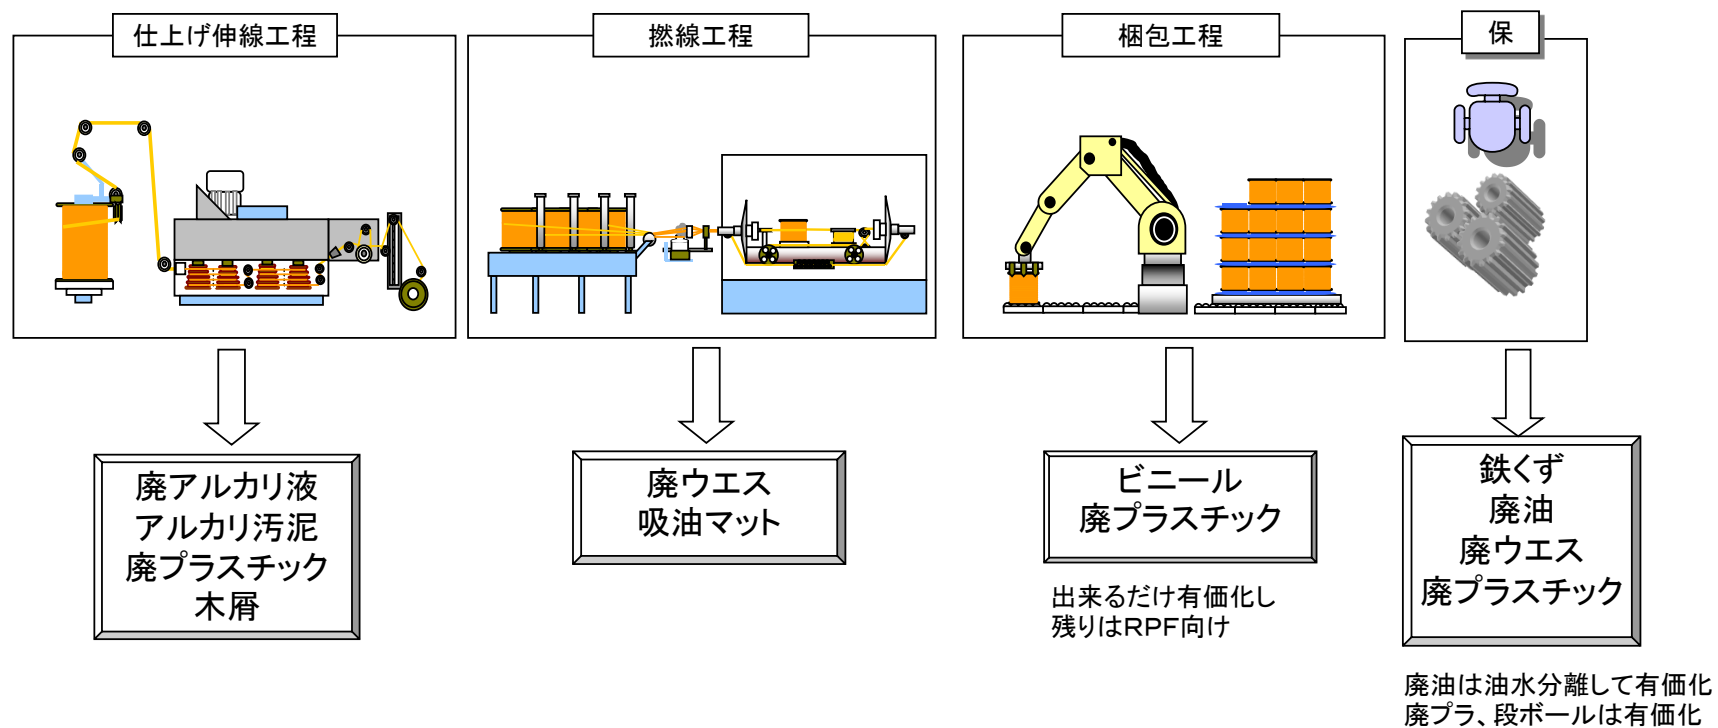 仕上げ伸線工程
撚線工程
梱包工程
保
廃アルカリ液
アルカリ汚泥
廃プラスチック
木屑
廃ウエス
吸油マット
ビニール
廃プラスチック
出来るだけ有価化し
残りはRPF向け
鉄くず
廃油
廃ウエス
廃プラスチック
廃油は油水分離して有価化
廃プラ、段ボールは有価化